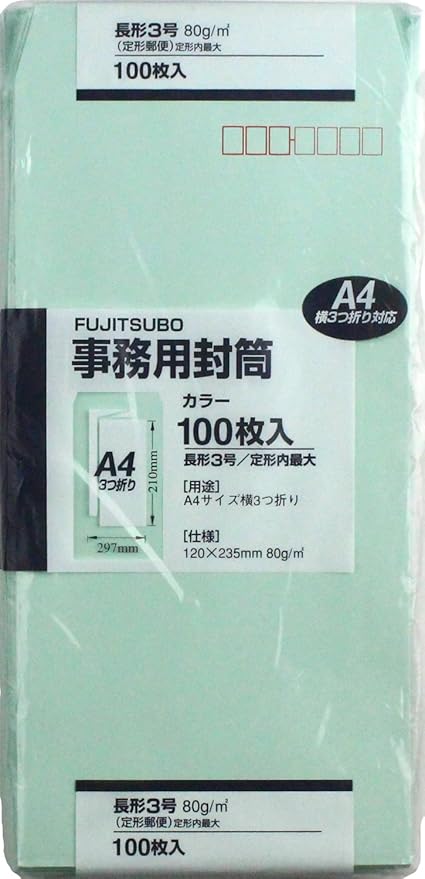 長形3号 80g/㎡
(定形郵便)定形内最大
100枚入
A4
横3つ折り対応
FUJITSUBO
事務用封筒
カラー
100枚入
長形3号/定形内最大
[用途]
A4サイズ横3つ折り
[仕様]
120×235mm 80g/㎡
A4
3つ折り
210mm
297mm
長形3号 80g/㎡
(定形郵便)定形内最大
100枚入